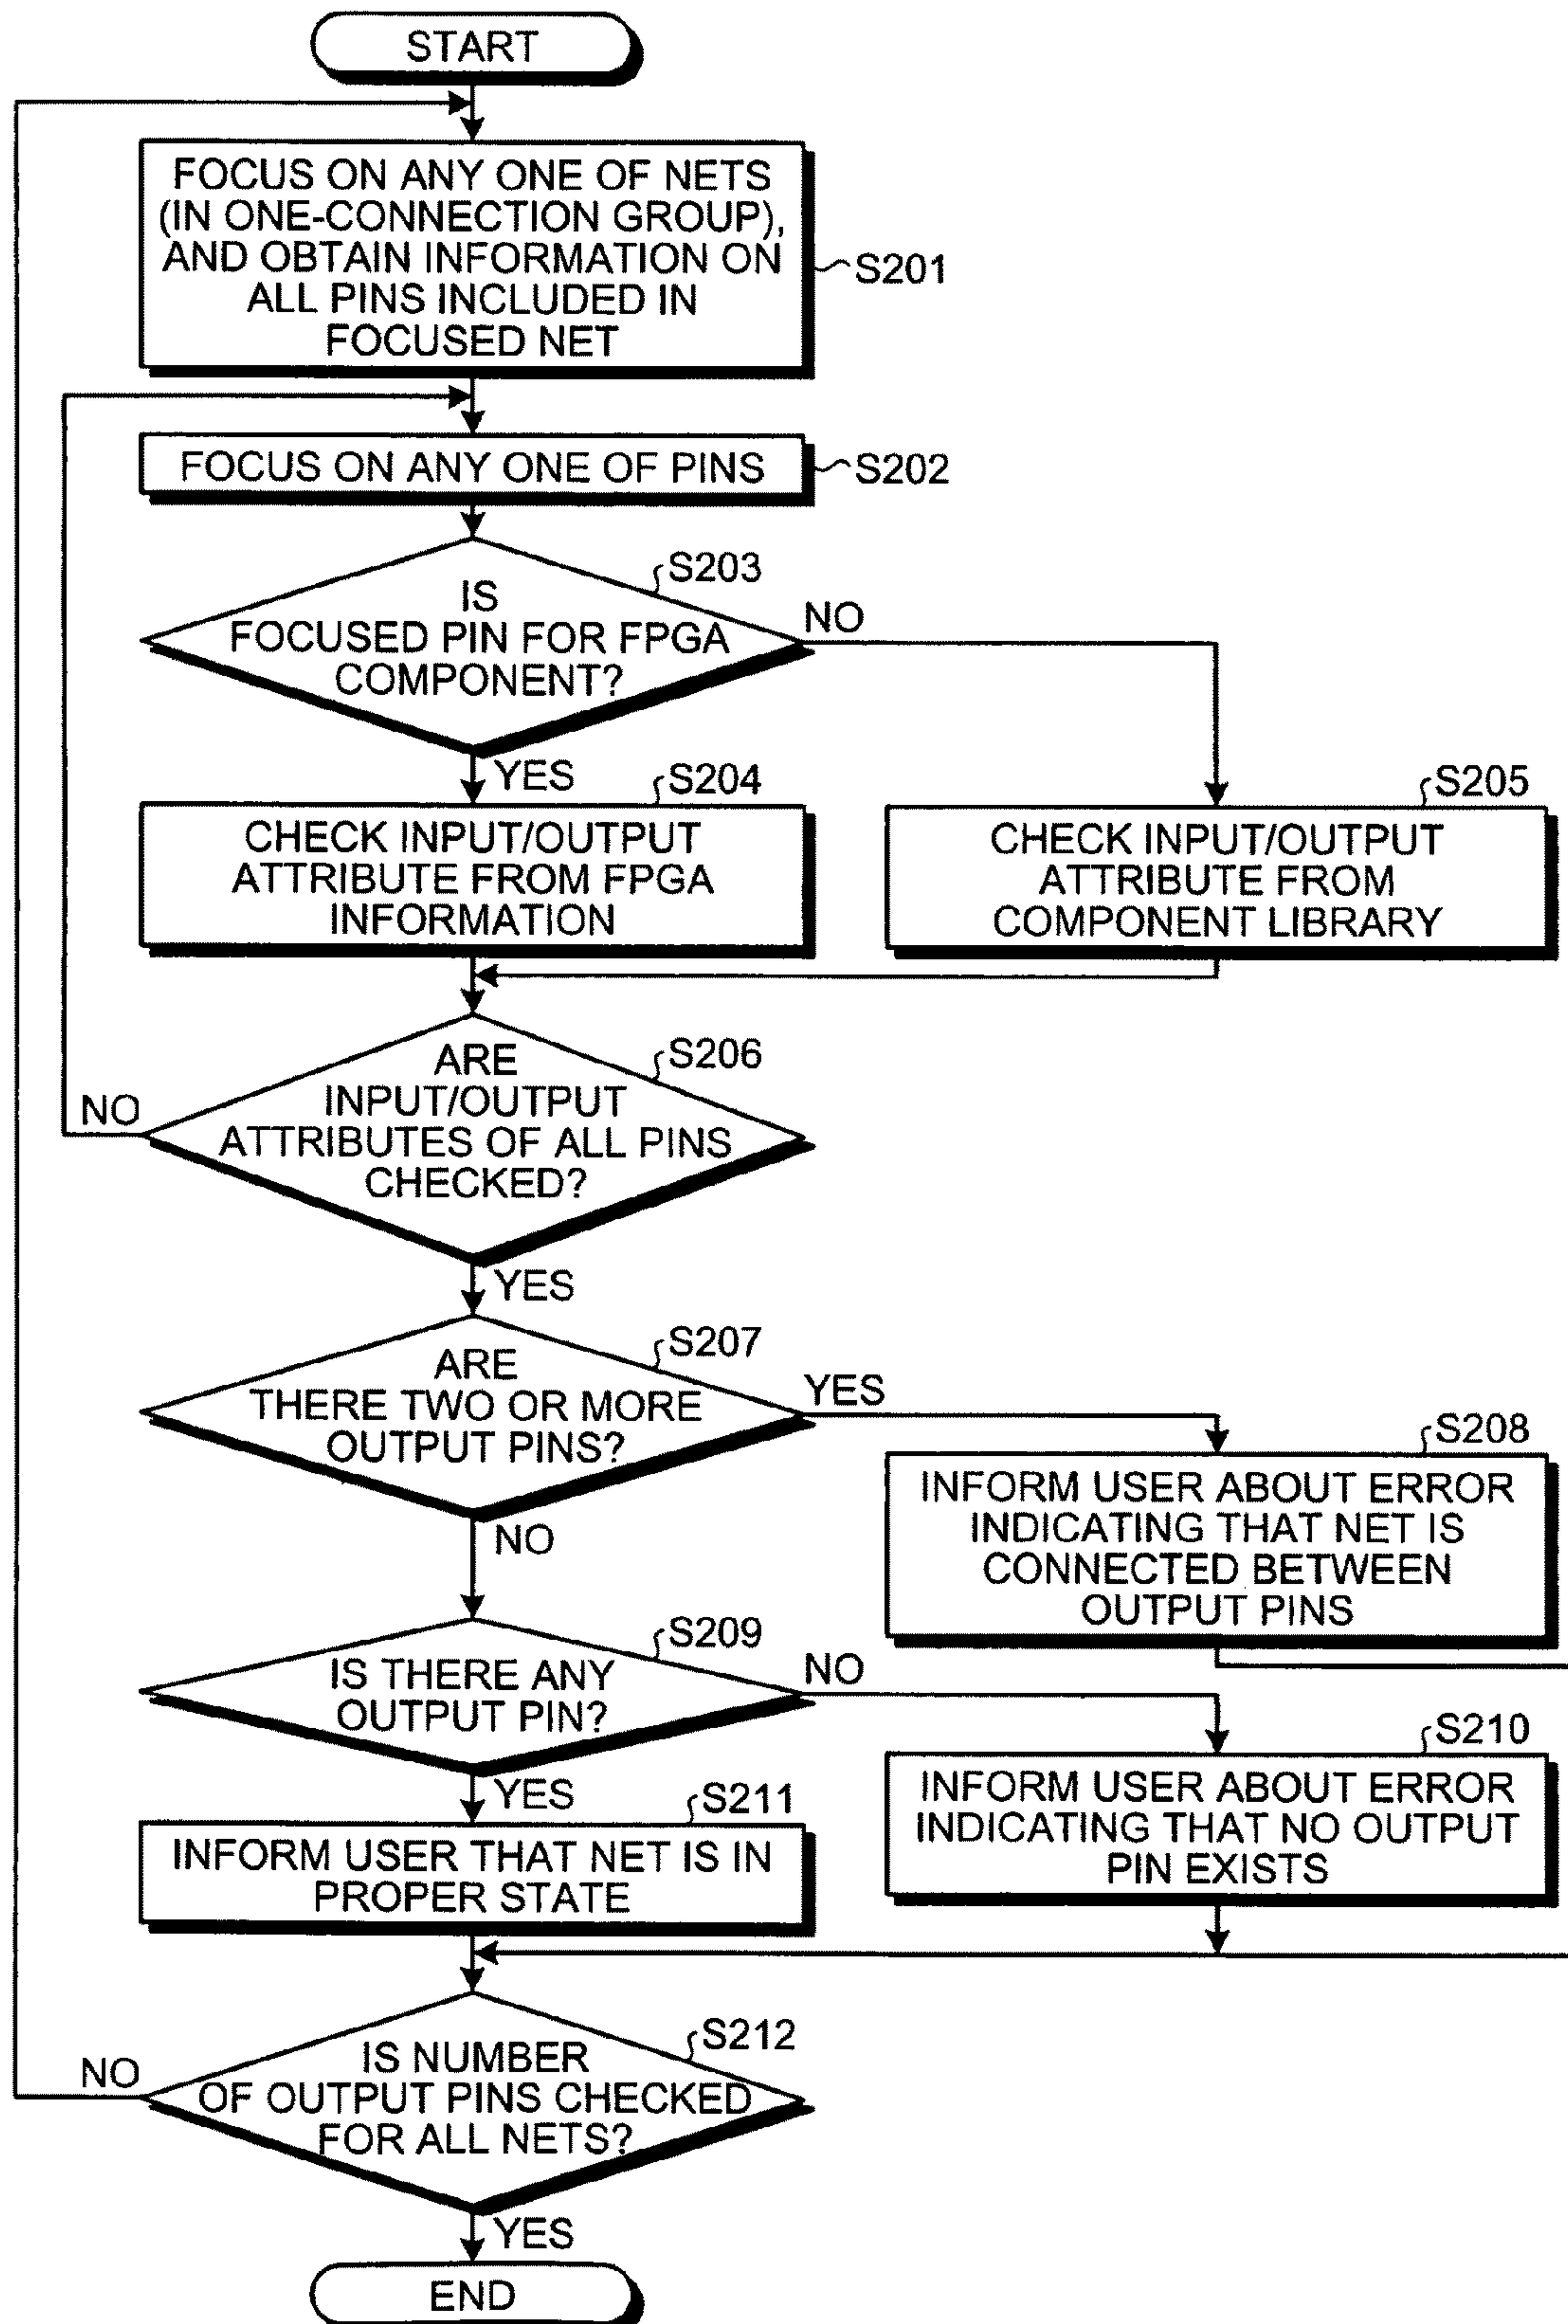 START
FOCUS ON ANY ONE OF NETS
(IN ONE-CONNECTION GROUP),
AND OBTAIN INFORMATION ON
ALL PINS INCLUDED IN
FOCUSED NET
S201
FOCUS ON ANY ONE OF PINS
S202
S203
IS
FOCUSED PIN FOR FPGA
COMPONENT?
NO
YES
S204
CHECK INPUT/OUTPUT
ATTRIBUTE FROM FPGA
INFORMATION
S205
CHECK INPUT/OUTPUT
ATTRIBUTE FROM
COMPONENT LIBRARY
S206
ARE
INPUT/OUTPUT
ATTRIBUTES OF ALL PINS
CHECKED?
NO
YES
S207
ARE
THERE TWO OR MORE
OUTPUT PINS?
YES
NO
S208
INFORM USER ABOUT ERROR
INDICATING THAT NET IS
CONNECTED BETWEEN
OUTPUT PINS
S209
IS THERE ANY
OUTPUT PIN?
NO
YES
S210
INFORM USER ABOUT ERROR
INDICATING THAT NO OUTPUT
PIN EXISTS
S211
INFORM USER THAT NET IS IN
PROPER STATE
S212
IS NUMBER
OF OUTPUT PINS CHECKED
FOR ALL NETS?
NO
YES
END